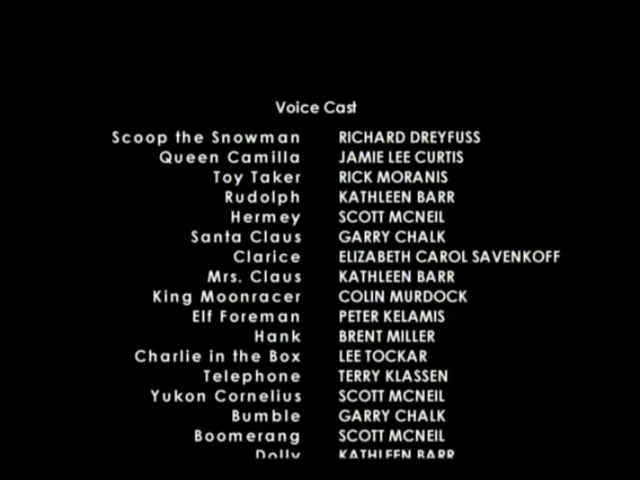 Voice Cast
Scoop the Snowman RICHARD DREYFUSS
Queen Camilla JAMIE LEE CURTIS
Toy Taker RICK MORANIS
Rudolph KATHLEEN BARR
Hermey SCOTT MCNEIL
Santa Claus GARRY CHALK
Clarice ELIZABETH CAROL SAVENKOFF
Mrs. Claus KATHLEEN BARR
King Moonracer COLIN MURDOCK
Elf Foreman PETER KELAMIS
Hank BRENT MILLER
Charlie in the Box LEE TOCKAR
Telephone TERRY KLASSEN
Yukon Cornelius SCOTT MCNEIL
Bumble GARRY CHALK
Boomerang SCOTT MCNEIL
Dolly KATHLEEN BARR